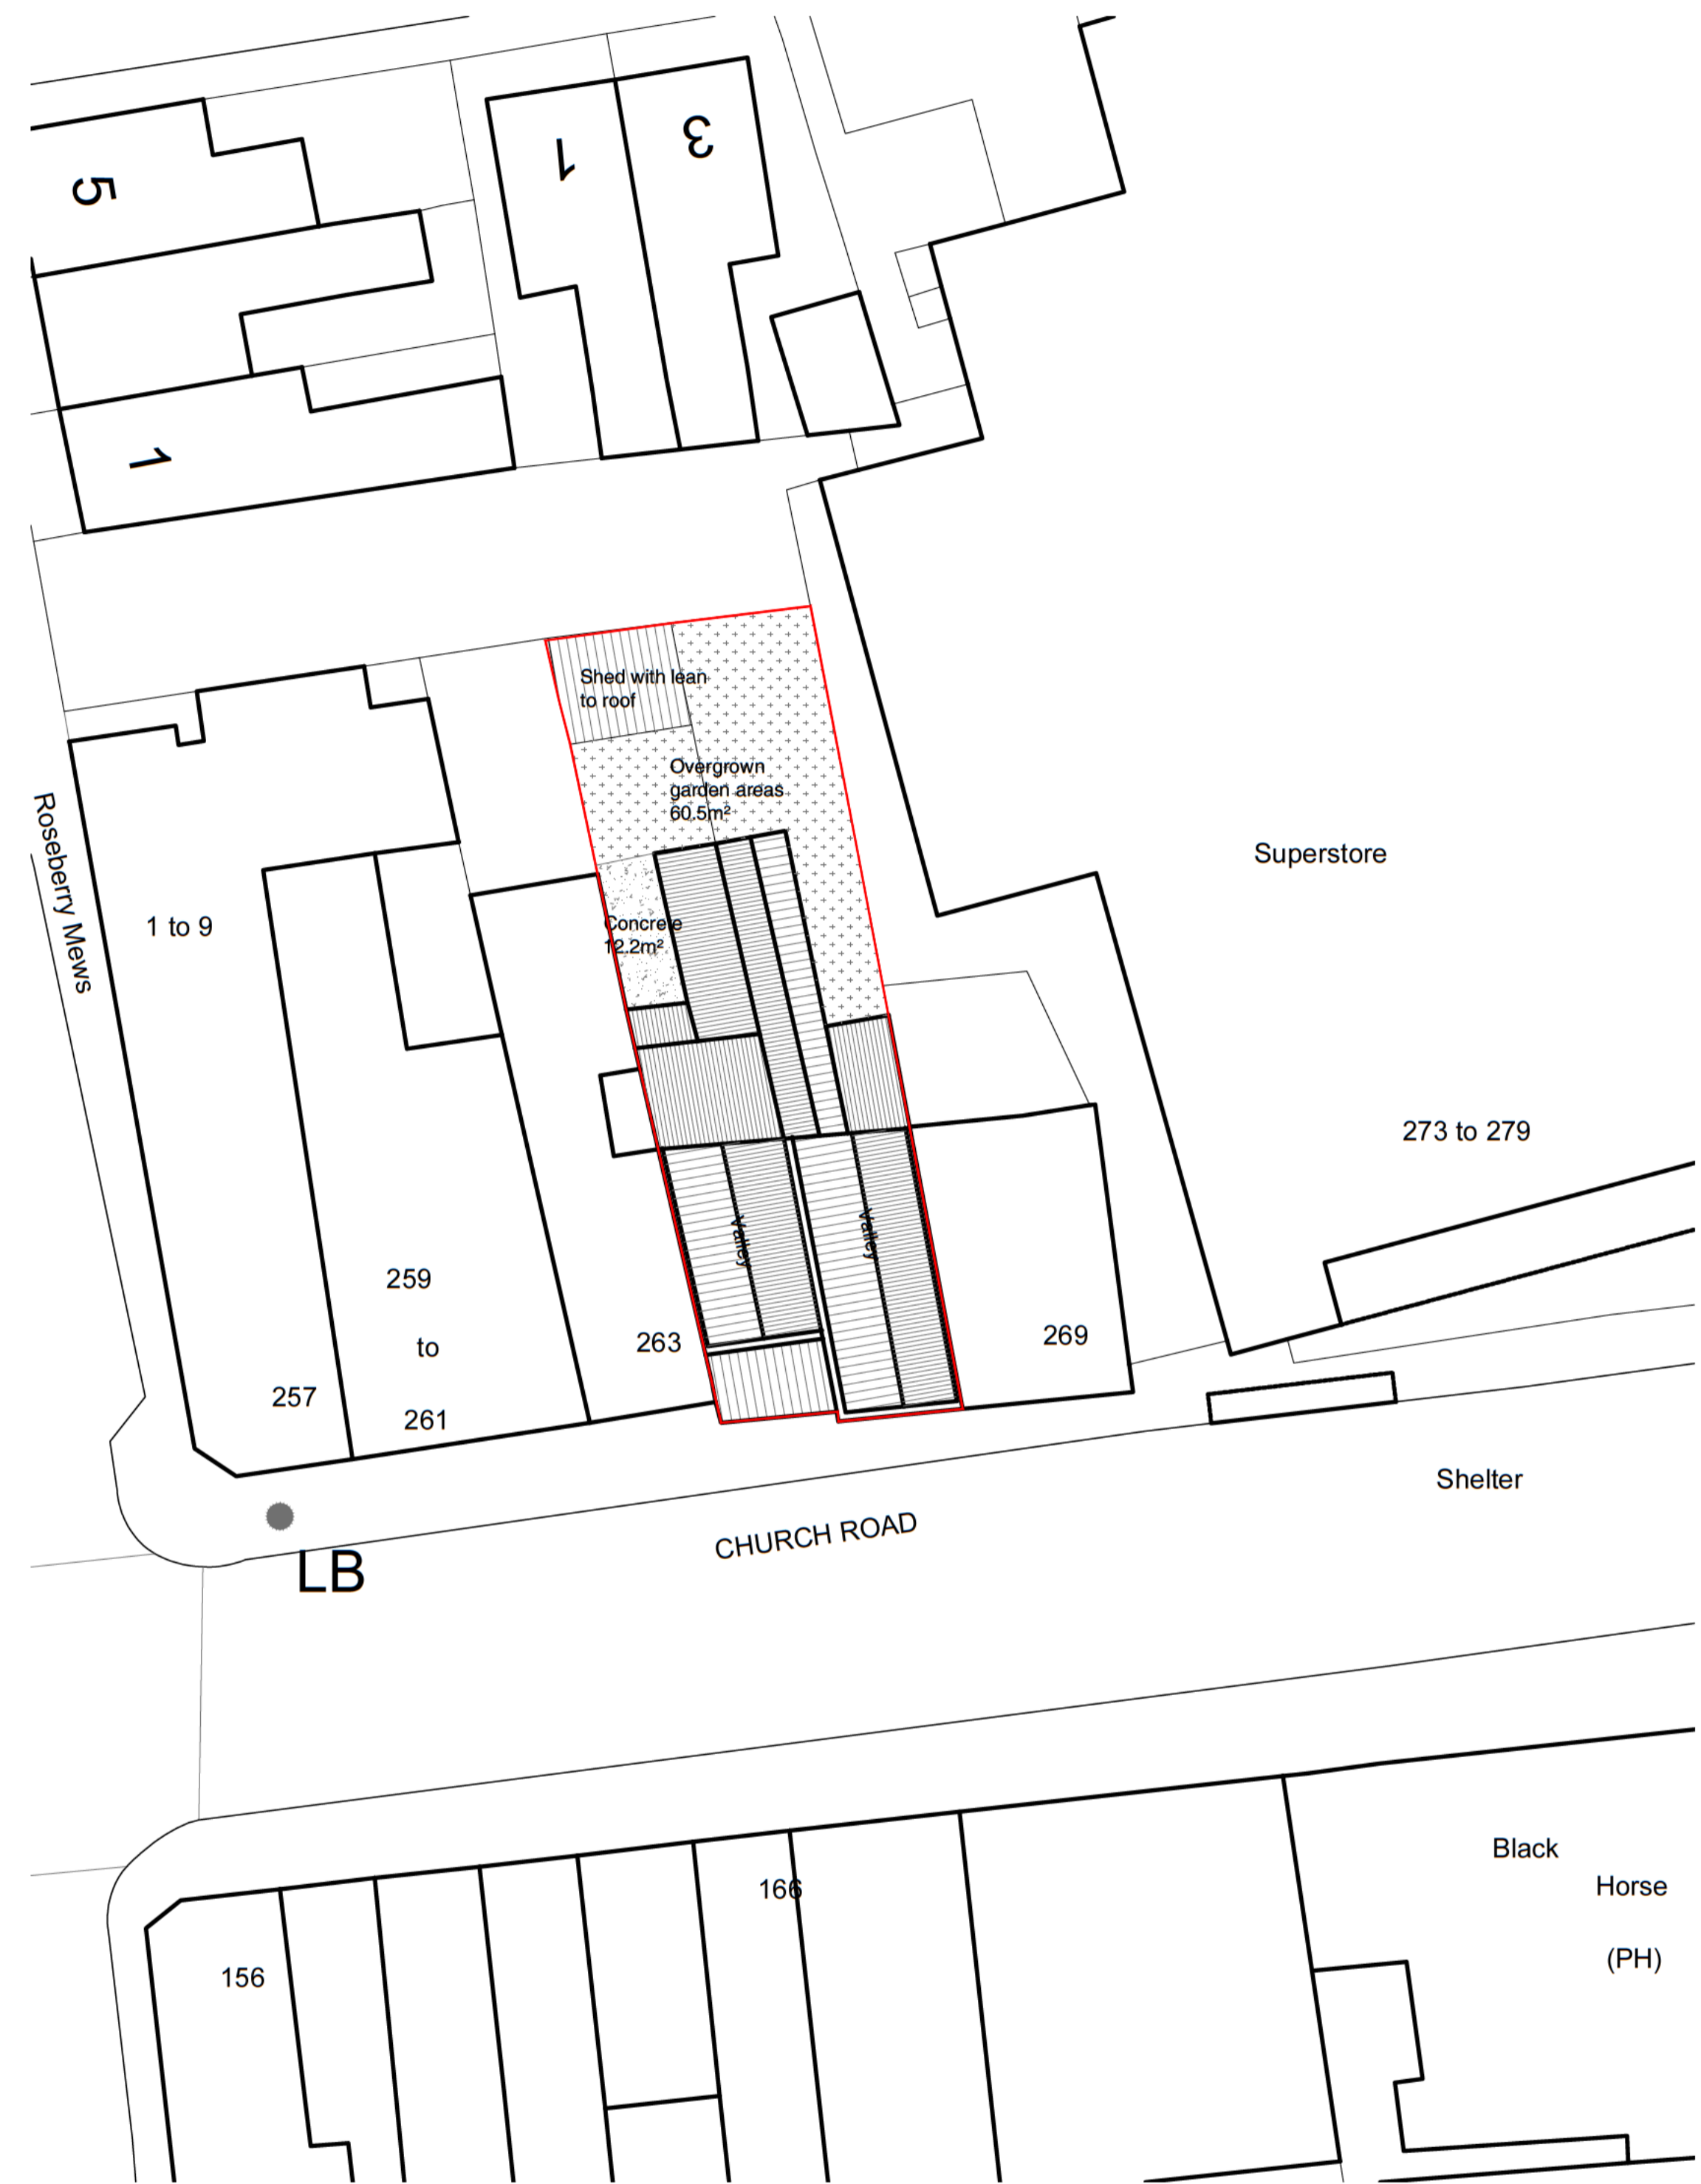 3
1
5
1
Shed with lean
to roof
Overgrown
garden areas
60.5m²
Superstore
Roseberry Mews
1 to 9
Concrete
12.2m²
273 to 279
Valley
Valley
259
to
261
263
269
257
Shelter
CHURCH ROAD
LB
Black
Horse
(PH)
166
156